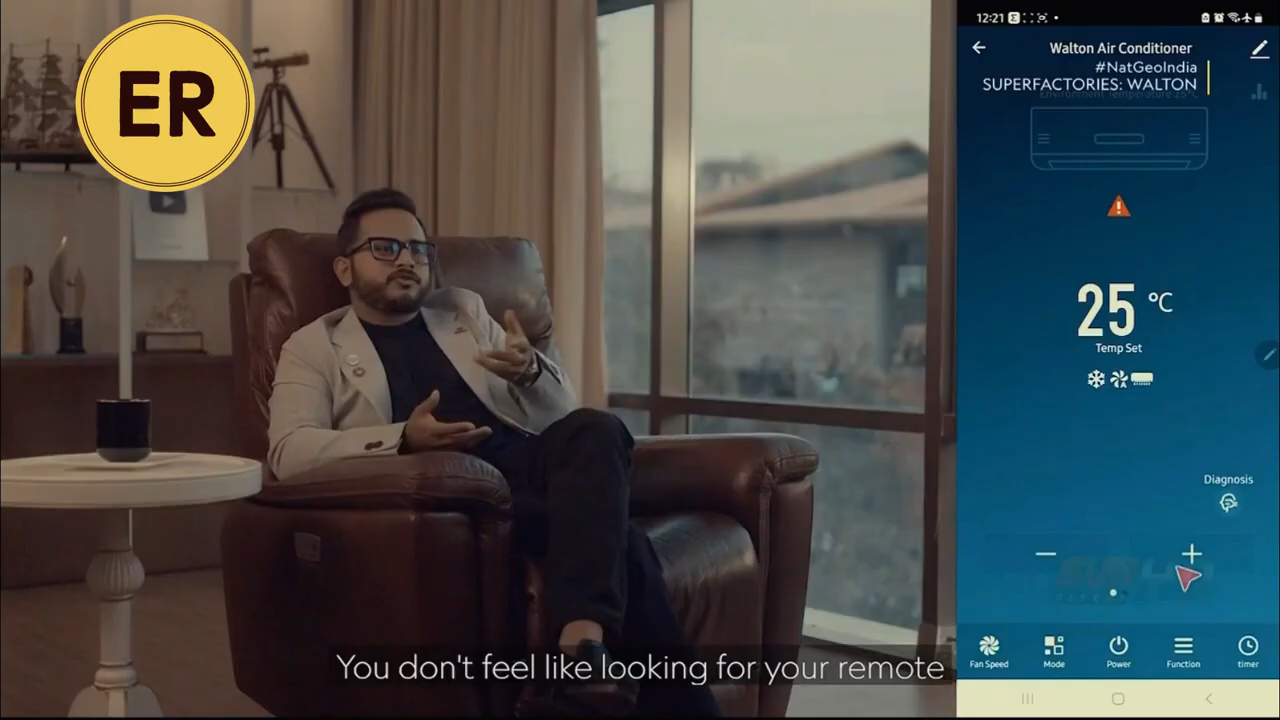 ER
12:21
Walton Air Conditioner
#NatGeoIndia
SUPERFACTORIES: WALTON
25 °C
Temp Set
Diagnosis
− +
Fan Speed Mode Power Function timer
You don't feel like looking for your remote